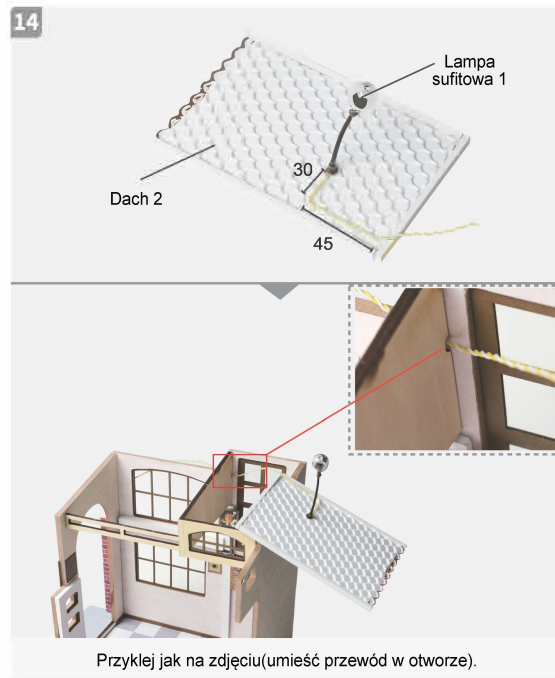 14
Lampa
sufitowa 1
30
Dach 2
45
Przyklej jak na zdjęciu(umieść przewód w otworze).